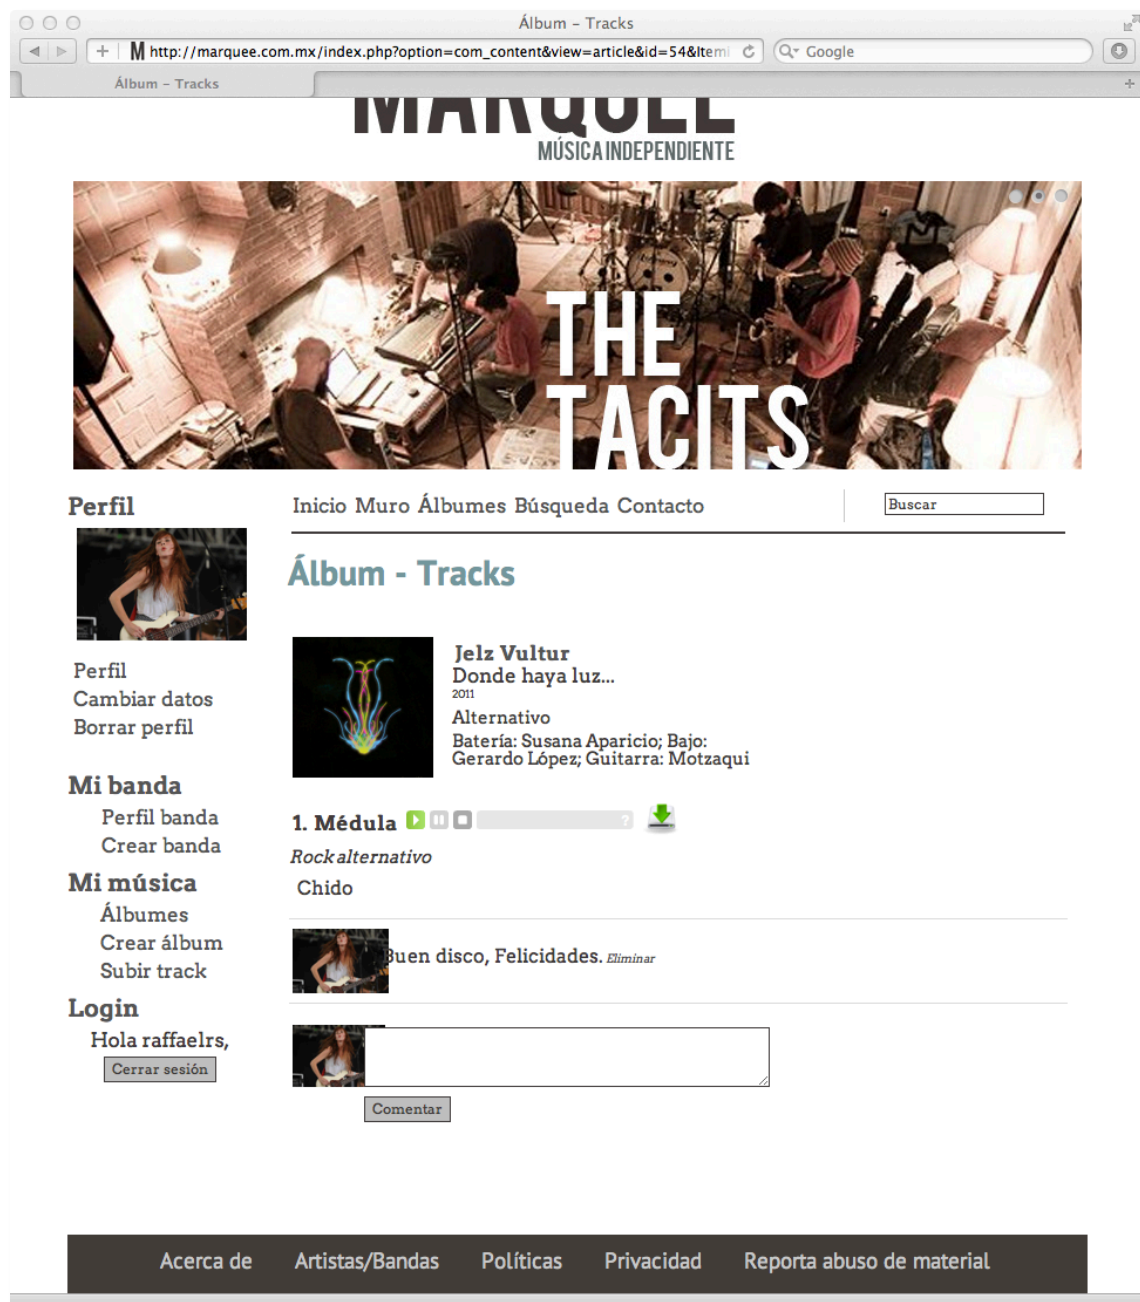 Álbum – Tracks
M http://marquee.com.mx/index.php?option=com_content&view=article&id=54&Itemi
Google
Álbum – Tracks
MARQUEE
MÚSICA INDEPENDIENTE
THE
TACITS
Perfil
Inicio Muro Álbumes Búsqueda Contacto
Buscar
Álbum - Tracks
Jelz Vultur
Donde haya luz...
2011
Alternativo
Batería: Susana Aparicio; Bajo:
Gerardo López; Guitarra: Motzaqui
Perfil
Cambiar datos
Borrar perfil
Mi banda
Perfil banda
Crear banda
Mi música
Álbumes
Crear álbum
Subir track
Login
Hola raffaelrs,
Cerrar sesión
1. Médula ?
Rock alternativo
Chido
Buen disco, Felicidades. Eliminar
Comentar
Acerca de Artistas/Bandas Políticas Privacidad Reporta abuso de material